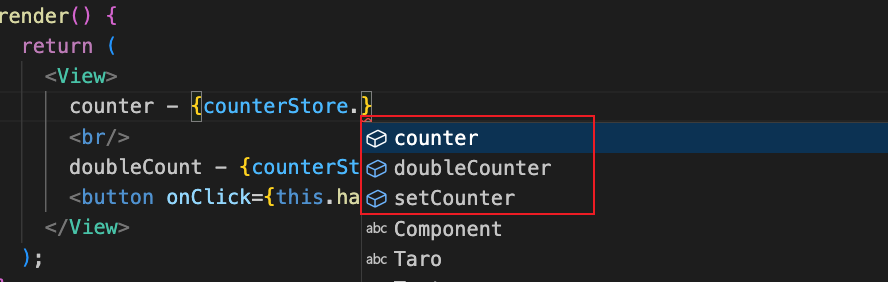 render() {
return (
<View>
counter - {counterStore.}
<br/>
counter
doubleCount - {counterSt
doubleCounter
<button onClick={this.ha
setCounter
</View>
abc Component
);
abc Taro
abc